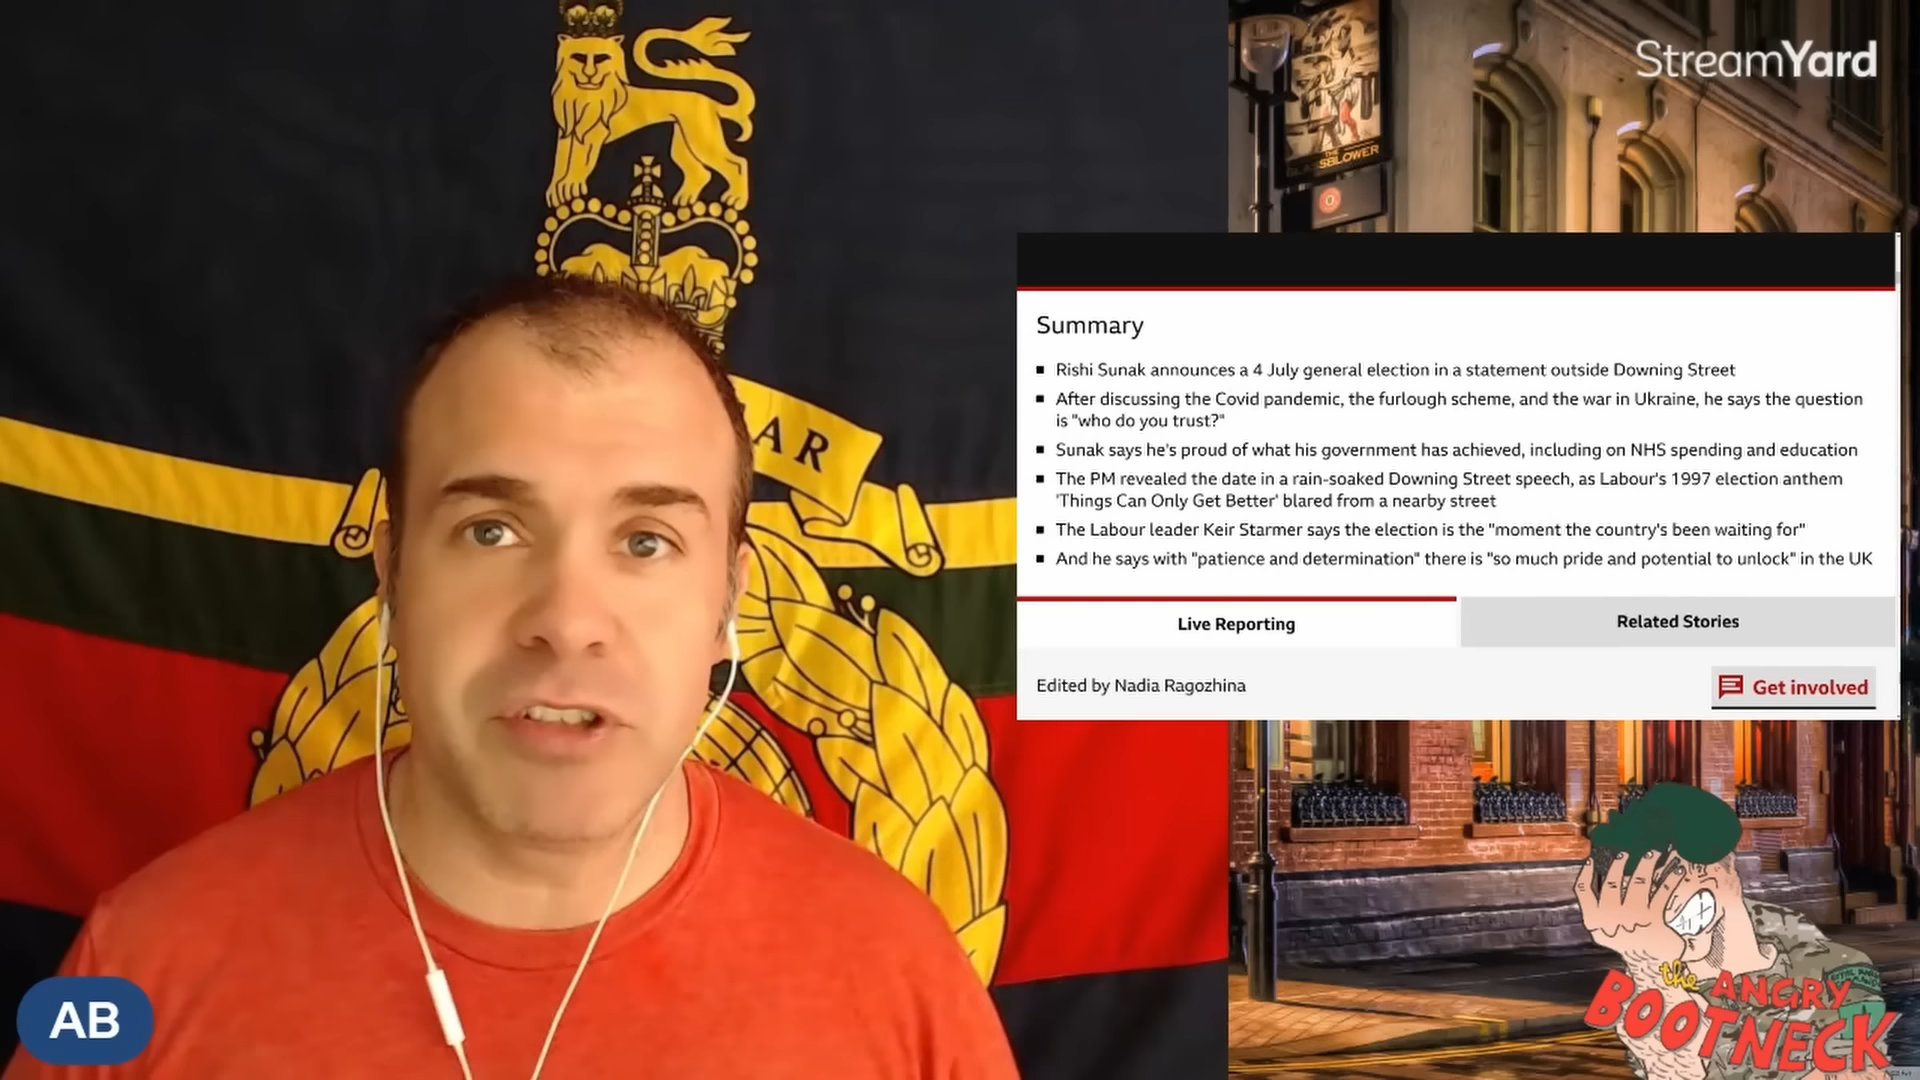 StreamYard
THE
SBLOWER
AR
Summary
Rishi Sunak announces a 4 July general election in a statement outside Downing Street
After discussing the Covid pandemic, the furlough scheme, and the war in Ukraine, he says the question
is "who do you trust?"
Sunak says he's proud of what his government has achieved, including on NHS spending and education
The PM revealed the date in a rain-soaked Downing Street speech, as Labour's 1997 election anthem
'Things Can Only Get Better' blared from a nearby street
The Labour leader Keir Starmer says the election is the "moment the country's been waiting for"
And he says with "patience and determination" there is "so much pride and potential to unlock" in the UK
Live Reporting
Related Stories
Edited by Nadia Ragozhina
Get involved
AB
the ANGRY
BOOTNECK